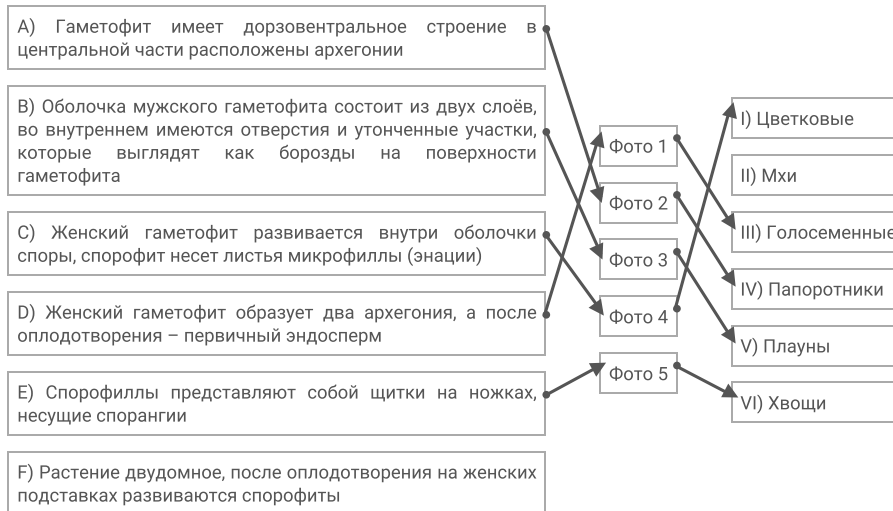 А) Гаметофит имеет дорзовентральное строение в
центральной части расположены архегонии
B) Оболочка мужского гаметофита состоит из двух слоёв,
во внутреннем имеются отверстия и утонченные участки,
которые выглядят как борозды на поверхности
гаметофита
C) Женский гаметофит развивается внутри оболочки
споры, спорофит несет листья микрофиллы (энации)
D) Женский гаметофит образует два архегония, а после
оплодотворения – первичный эндосперм
E) Спорофиллы представляют собой щитки на ножках,
несущие спорангии
F) Растение двудомное, после оплодотворения на женских
подставках развиваются спорофиты
Фото 1
Фото 2
Фото 3
Фото 4
Фото 5
I) Цветковые
II) Мхи
III) Голосеменные
IV) Папоротники
V) Плауны
VI) Хвощи